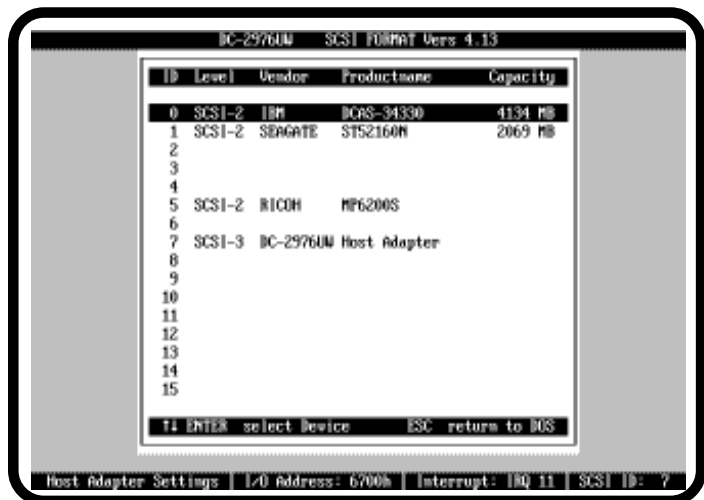 DC-2976UW SCSI FORMAT Vers 4.13
ID Level Vendor Productname Capacity
0 SCSI-2 IBM DCAS-34330 4134 MB
1 SCSI-2 SEAGATE ST52160N 2069 MB
2
3
4
5 SCSI-2 RICOH MP6200S
6
7 SCSI-3 DC-2976UW Host Adapter
8
9
10
11
12
13
14
15
↑↓ ENTER select Device ESC return to DOS
Host Adapter Settings | I/O Address: 6700h | Interrupt: IRQ 11 | SCSI ID: 7